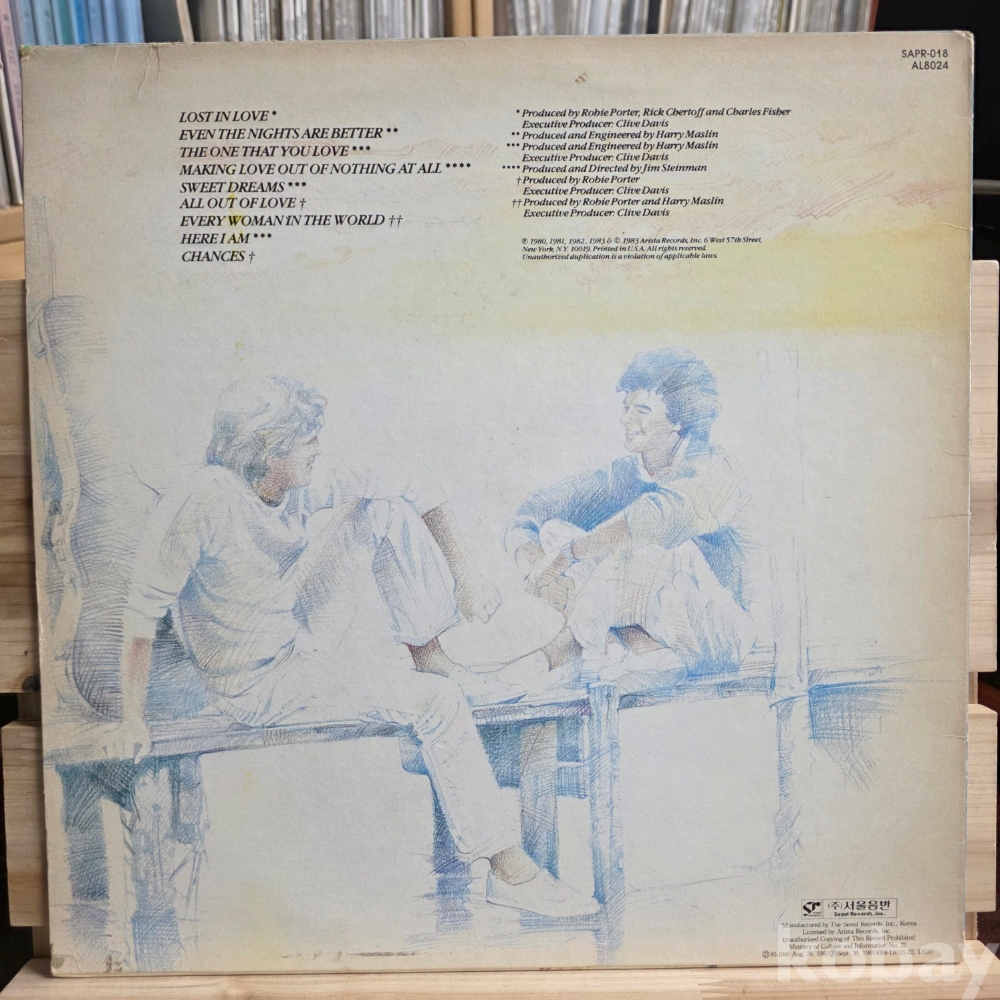 SAPR-018
AL8024
LOST IN LOVE *
EVEN THE NIGHTS ARE BETTER **
THE ONE THAT YOU LOVE ***
MAKING LOVE OUT OF NOTHING AT ALL ****
SWEET DREAMS ***
ALL OUT OF LOVE †
EVERY WOMAN IN THE WORLD ††
HERE I AM ***
CHANCES †
* Produced by Robie Porter, Rick Chertoff and Charles Fisher
Executive Producer: Clive Davis
** Produced and Engineered by Harry Maslin
*** Produced and Engineered by Harry Maslin
Executive Producer: Clive Davis
**** Produced and Directed by Jim Steinman
† Produced by Robie Porter
Executive Producer: Clive Davis
†† Produced by Robie Porter and Harry Maslin
Executive Producer: Clive Davis
℗ 1980, 1981, 1982, 1983 & © 1983 Arista Records, Inc. 6 West 57th Street,
New York, N.Y. 10019. Printed in U.S.A. All rights reserved.
Unauthorized duplication is a violation of applicable laws.
(주)서울음반
Seoul Records, Inc.
Manufactured by The Seoul Records Inc., Korea
Licensed by Arista Records, Inc
Unauthorized Copying of This Record Prohibited
Ministry of Culture and Information No. 21
kobay